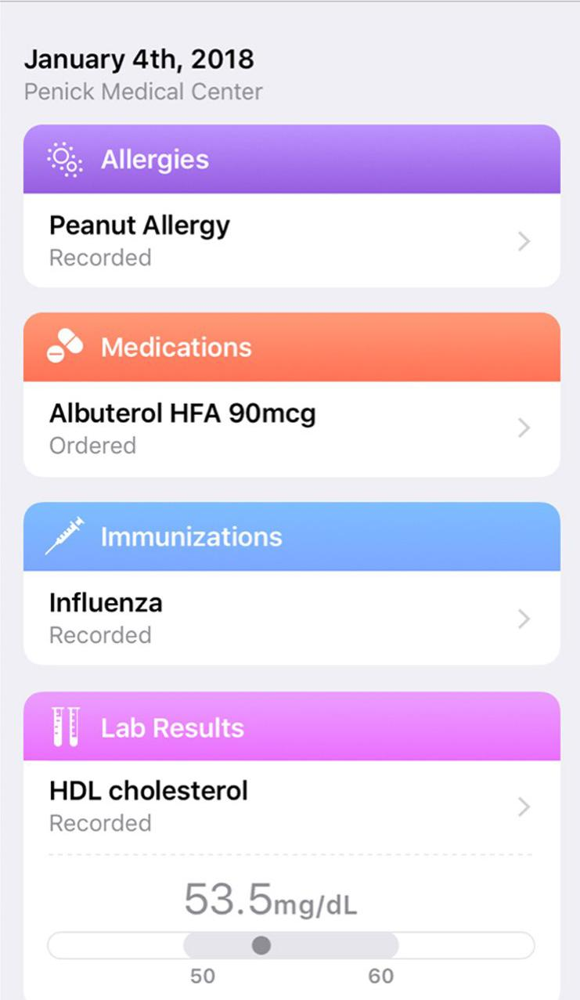 January 4th, 2018
Penick Medical Center
Allergies
Peanut Allergy
Recorded
Medications
Albuterol HFA 90mcg
Ordered
Immunizations
Influenza
Recorded
Lab Results
HDL cholesterol
Recorded
53.5mg/dL
50 60